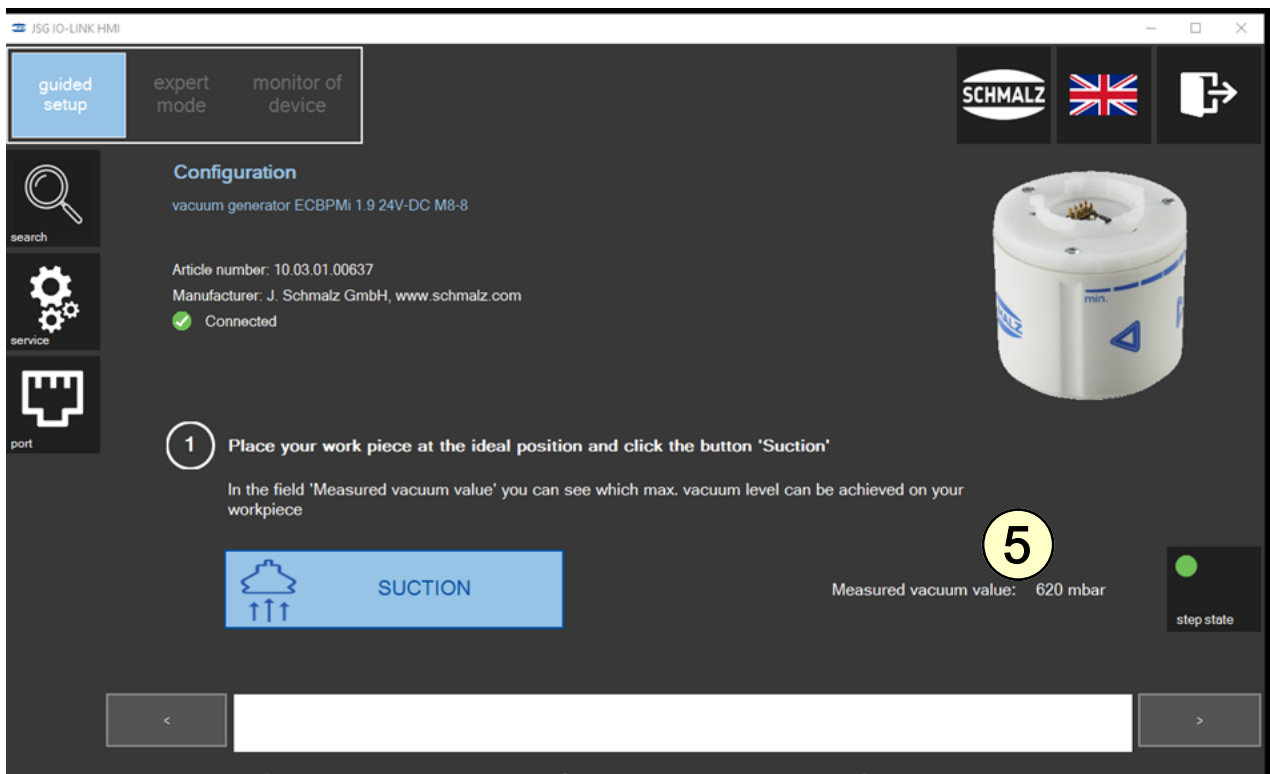 JSG IO-LINK HMI
guided
setup
expert
mode
monitor of
device
SCHMALZ
search
service
port
Configuration
vacuum generator ECBPMi 1.9 24V-DC M8-8
Article number: 10.03.01.00637
Manufacturer: J. Schmalz GmbH, www.schmalz.com
Connected
min.
1 Place your work piece at the ideal position and click the button 'Suction'
In the field 'Measured vacuum value' you can see which max. vacuum level can be achieved on your
workpiece
5
SUCTION
Measured vacuum value: 620 mbar
step state
<
>